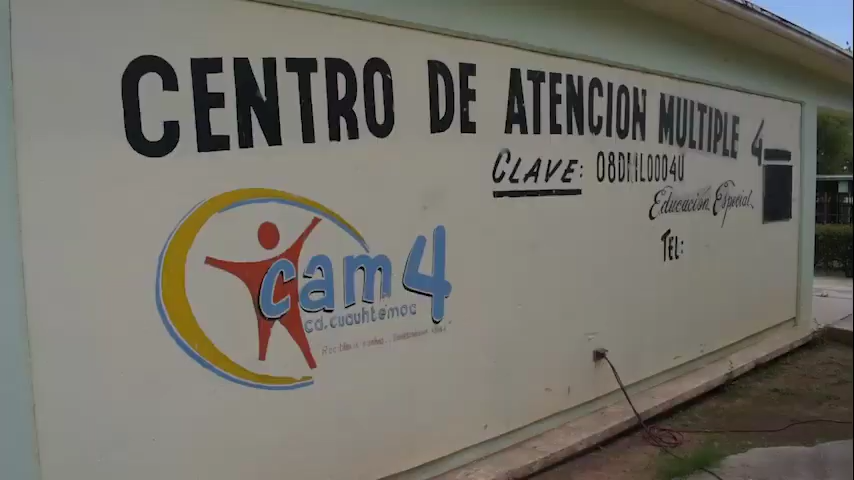 CENTRO DE ATENCION MULTIPLE 4
CLAVE: 08DML0004U
Educación Especial
TEL:
cam 4
cd. cuauhtemoc